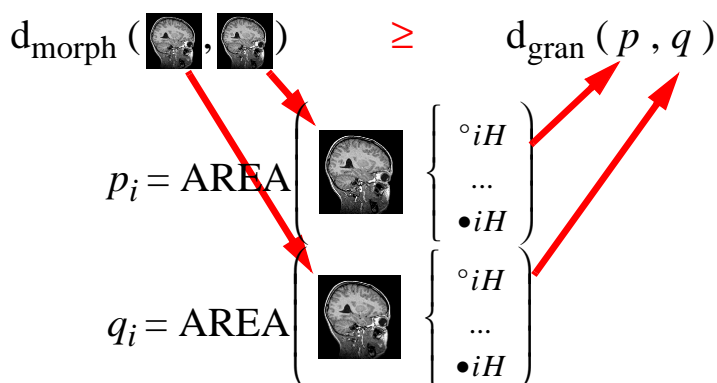 d_morph ( , ) ≥ d_gran ( p , q )
∘iH
p_i = AREA ( { ...
●iH
∘iH
q_i = AREA ( { ...
●iH